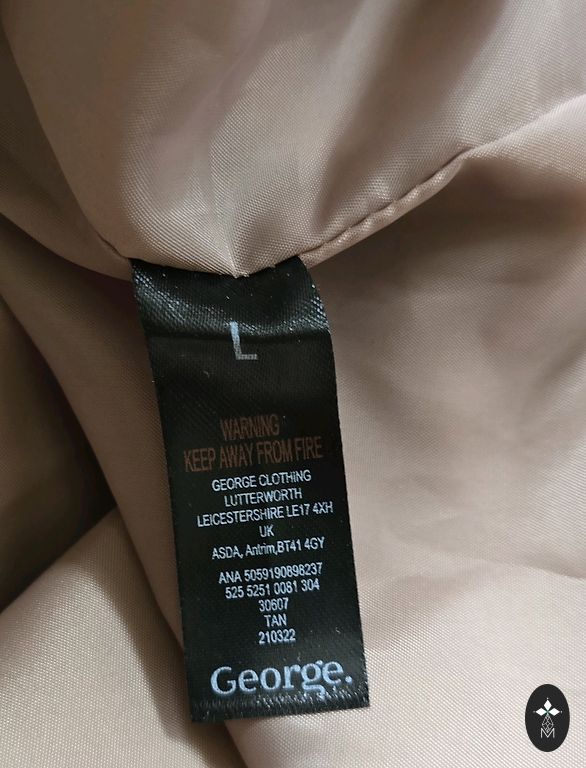 L
WARNING
KEEP AWAY FROM FIRE
GEORGE CLOTHING
LUTTERWORTH
LEICESTERSHIRE LE17 4XH
UK
ASDA, Antrim,BT41 4GY
ANA 5059190898237
525 5251 0081 304
30607
TAN
210322
George.
M